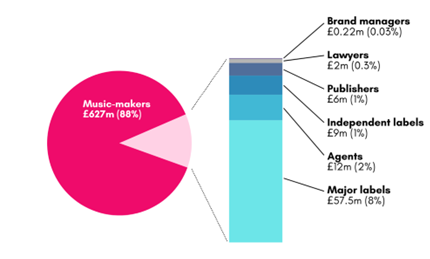 Brand managers
£0.22m (0.03%)
Lawyers
£2m (0.3%)
Music-makers
£627m (88%)
Publishers
£6m (1%)
Independent labels
£9m (1%)
Agents
£12m (2%)
Major labels
£57.5m (8%)